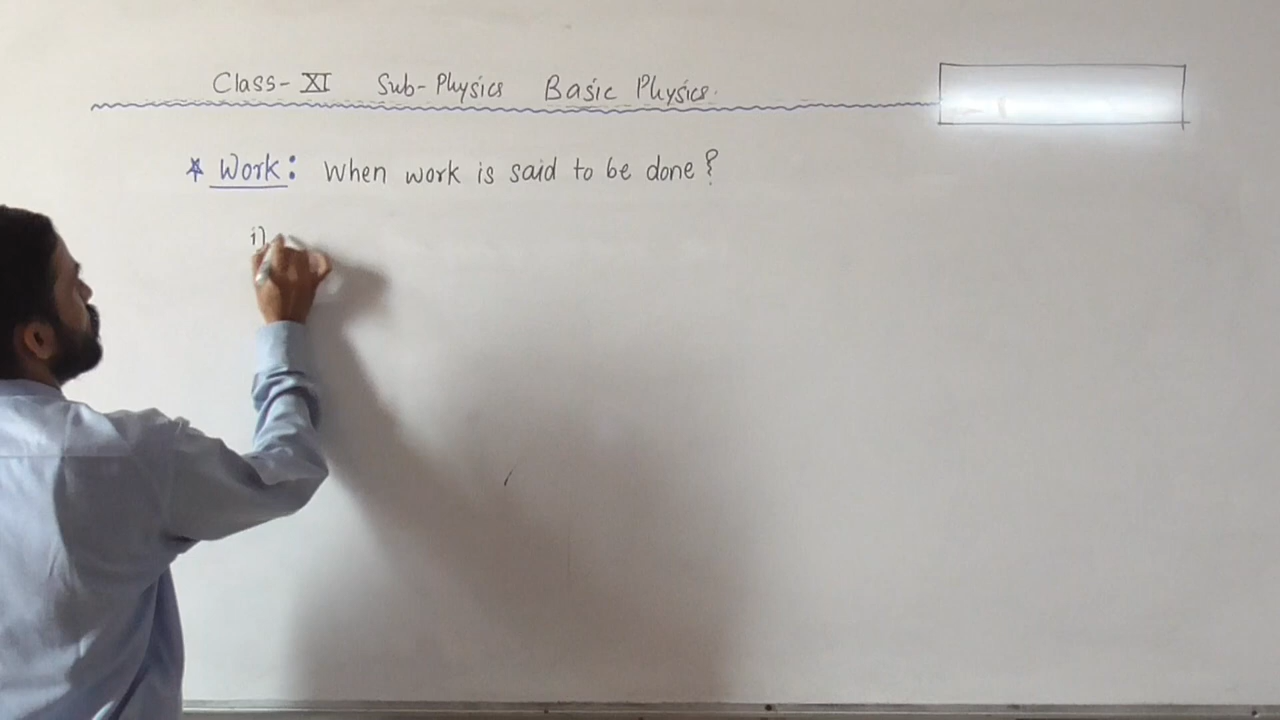 Class- XI Sub- Physics Basic Physics.
* Work: When work is said to be done?
i)